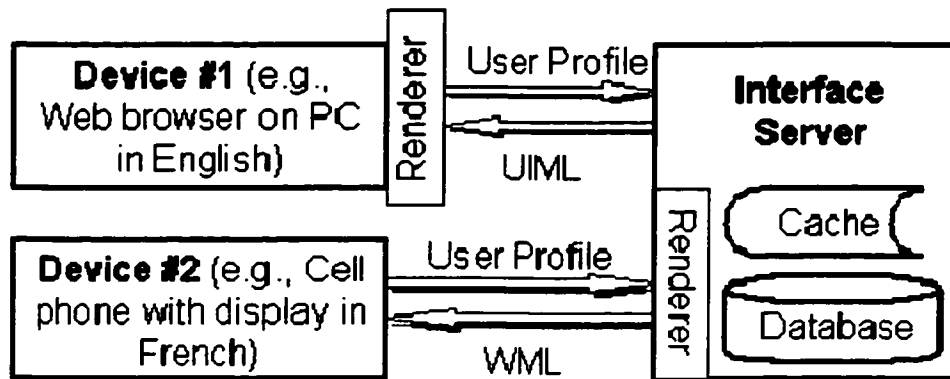 Device #1 (e.g.,
Web browser on PC
in English)
Renderer
User Profile
UIML
Interface
Server
Cache
Database
Renderer
Device #2 (e.g., Cell
phone with display in
French)
User Profile
WML